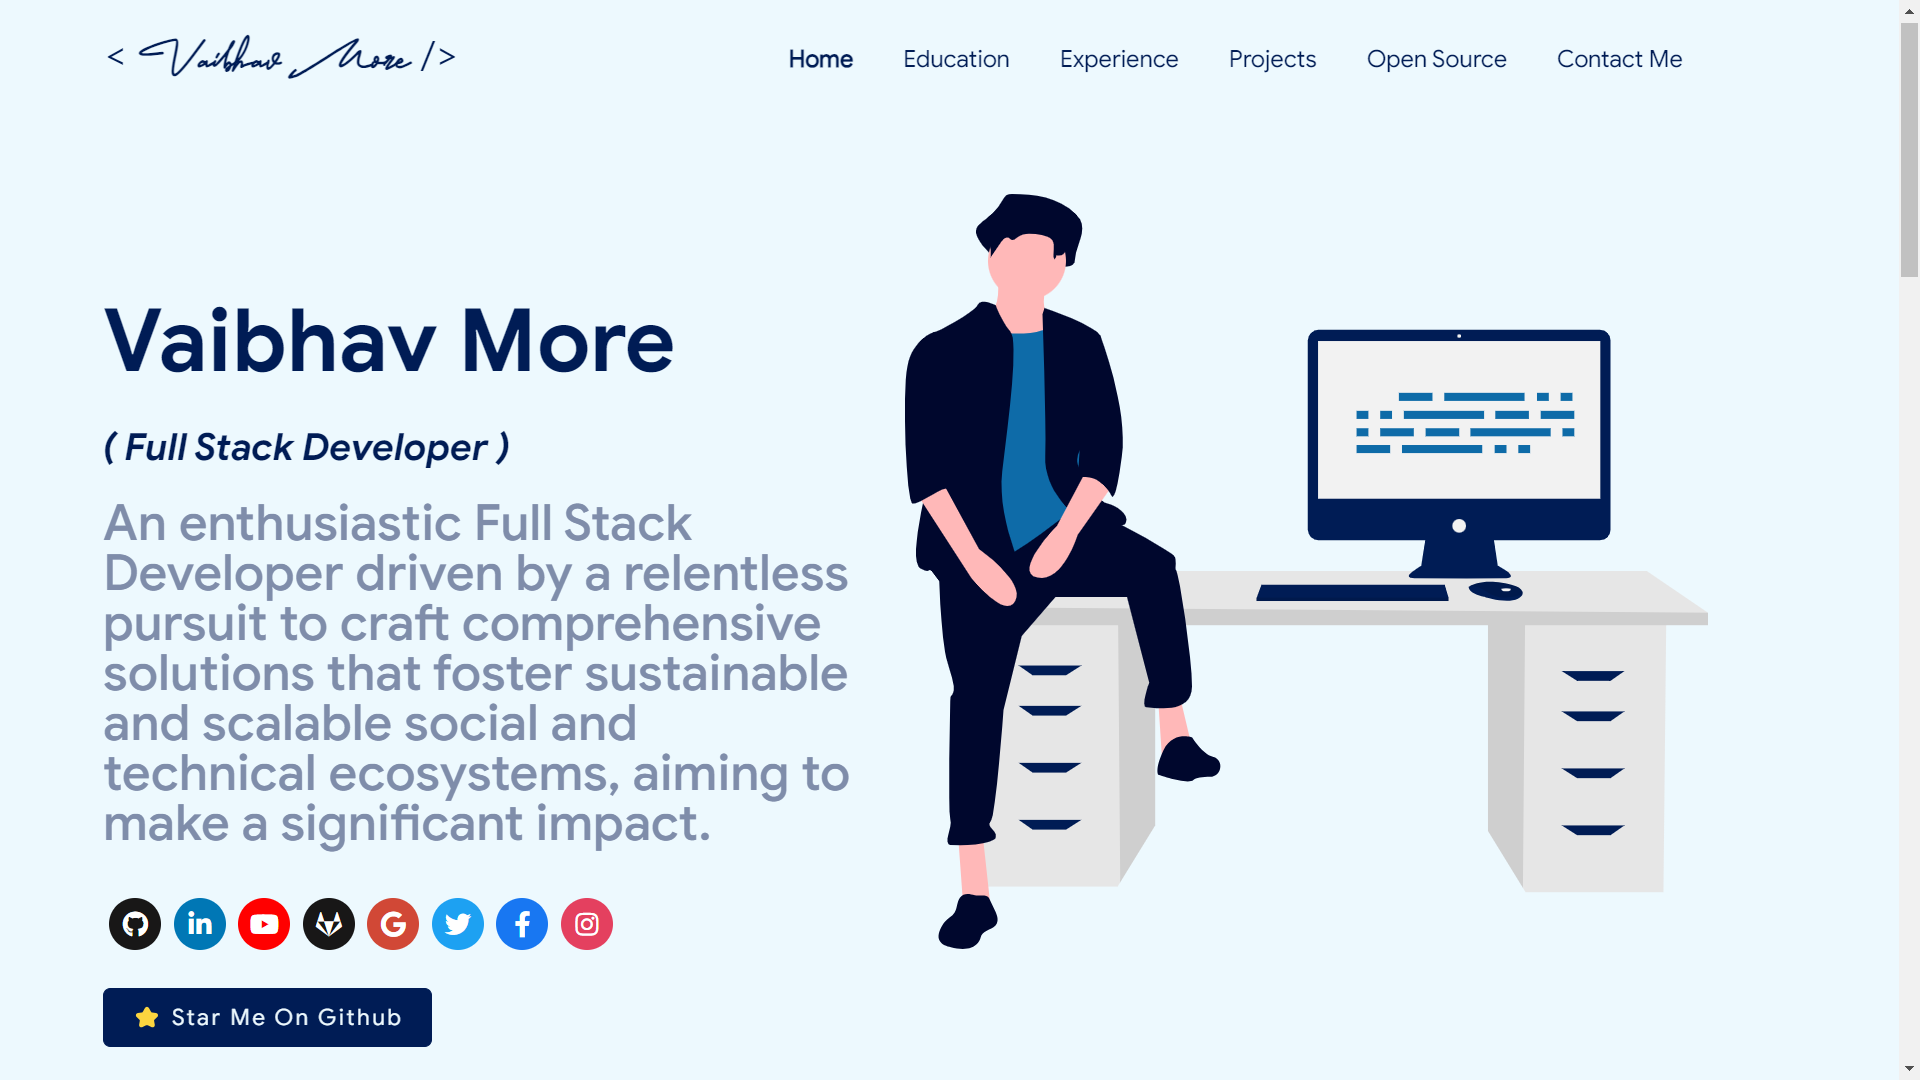 < Vaibhav More />
Home Education Experience Projects Open Source Contact Me
Vaibhav More
( Full Stack Developer )
An enthusiastic Full Stack
Developer driven by a relentless
pursuit to craft comprehensive
solutions that foster sustainable
and scalable social and
technical ecosystems, aiming to
make a significant impact.
Star Me On Github